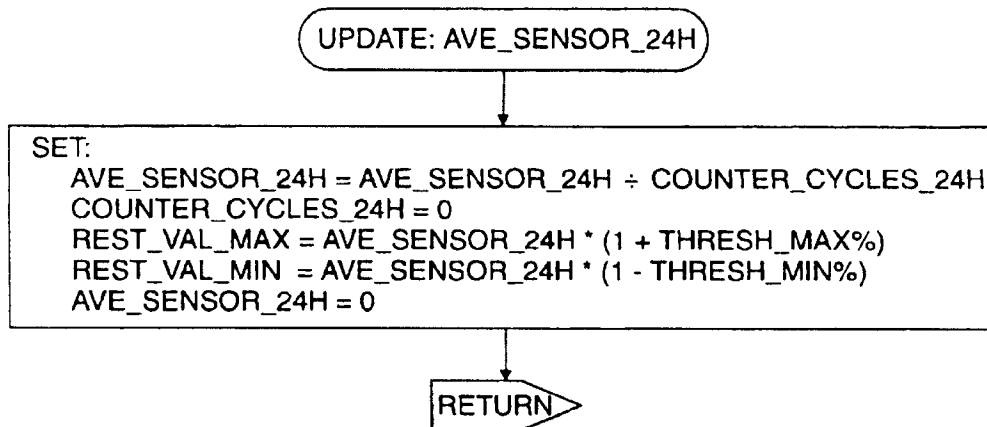 UPDATE: AVE_SENSOR_24H
SET:
AVE_SENSOR_24H = AVE_SENSOR_24H ÷ COUNTER_CYCLES_24H
COUNTER_CYCLES_24H = 0
REST_VAL_MAX = AVE_SENSOR_24H * (1 + THRESH_MAX%)
REST_VAL_MIN = AVE_SENSOR_24H * (1 - THRESH_MIN%)
AVE_SENSOR_24H = 0
RETURN